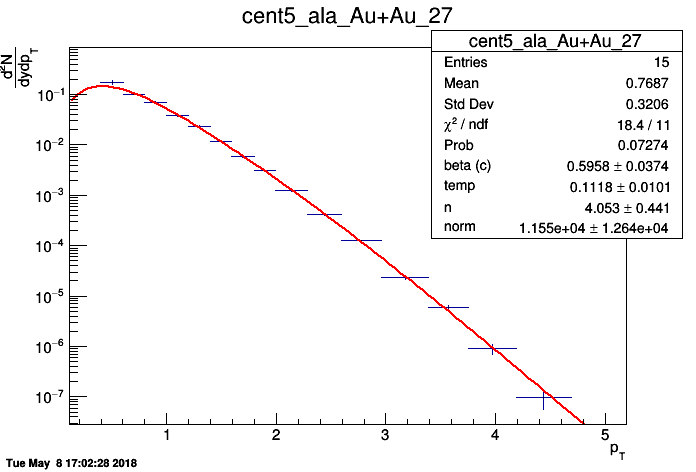 cent5_ala_Au+Au_27
d²N
dydp_T
cent5_ala_Au+Au_27
Entries 15
Mean 0.7687
Std Dev 0.3206
χ² / ndf 18.4 / 11
Prob 0.07274
beta (c) 0.5958 ± 0.0374
temp 0.1118 ± 0.0101
n 4.053 ± 0.441
norm 1.155e+04 ± 1.264e+04
10⁻¹
10⁻²
10⁻³
10⁻⁴
10⁻⁵
10⁻⁶
10⁻⁷
1 2 3 4 5
p_T
Tue May 8 17:02:28 2018